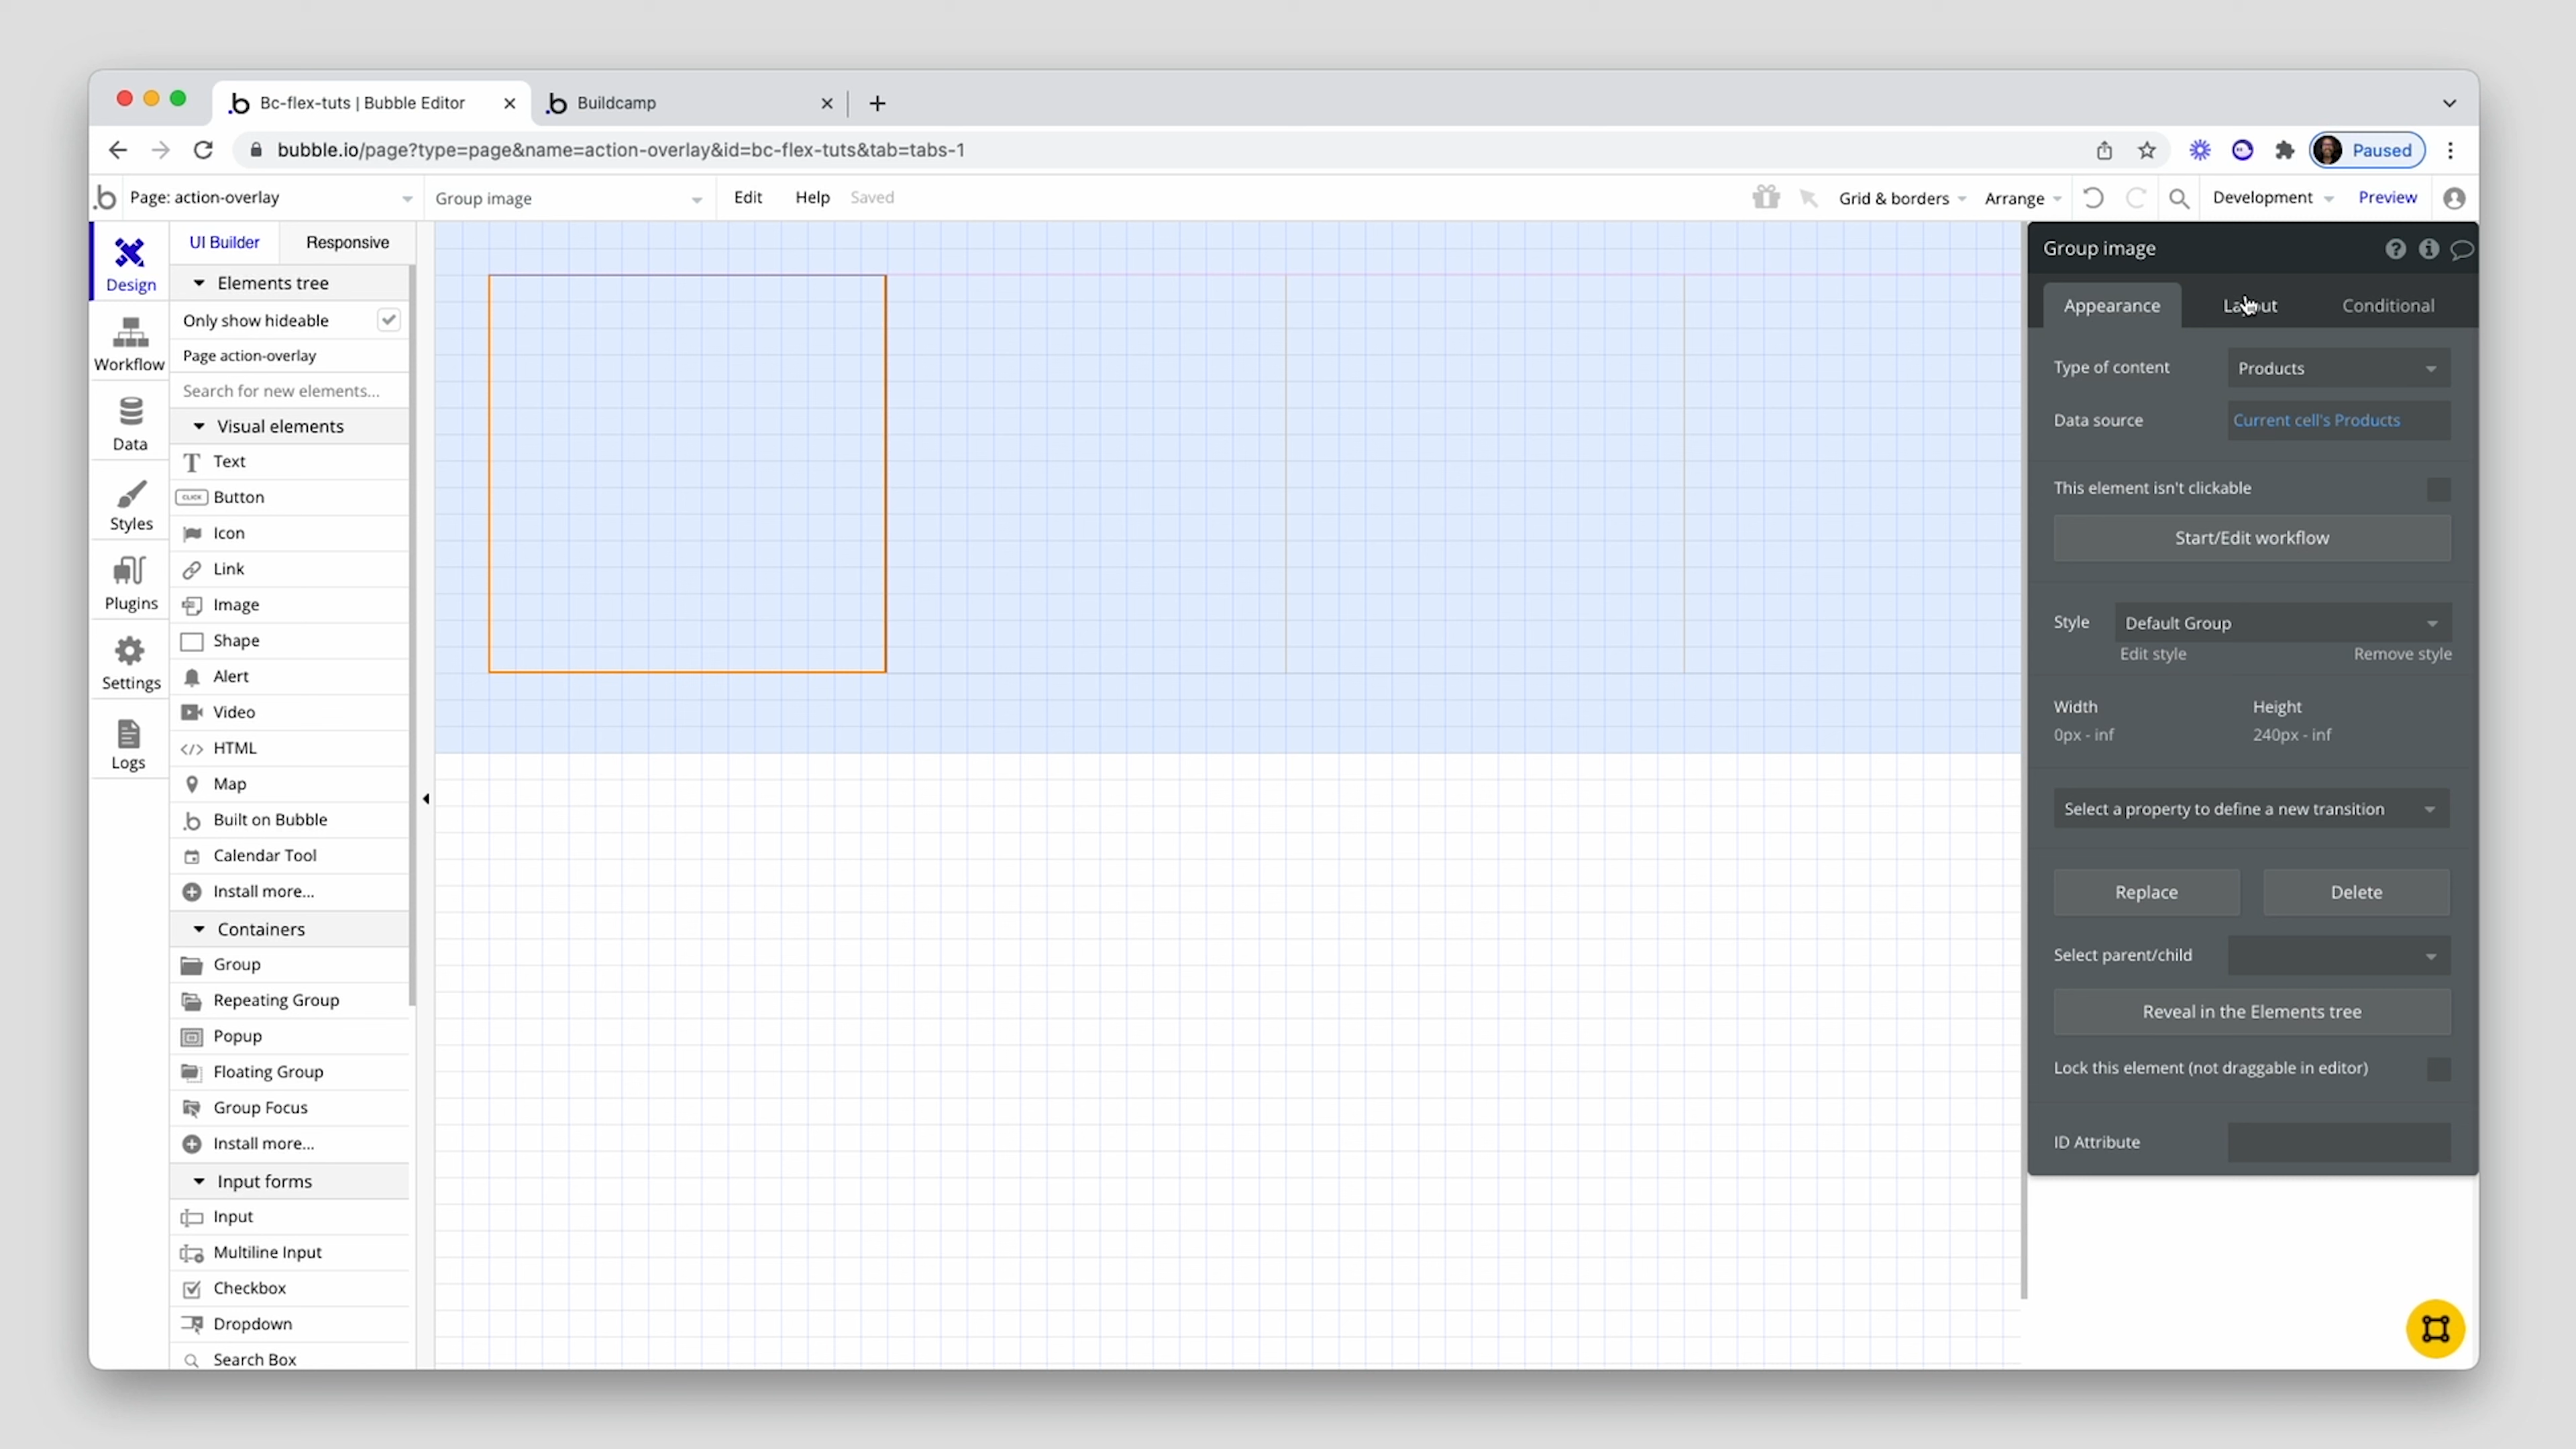 Bc-flex-tuts | Bubble Editor
Buildcamp
bubble.io/page?type=page&name=action-overlay&id=bc-flex-tuts&tab=tabs-1
Paused
Page: action-overlay
Group image
Edit
Help
Saved
Grid & borders
Arrange
Development
Preview
Design
Workflow
Data
Styles
Plugins
Settings
Logs
UI Builder
Responsive
Elements tree
Only show hideable
Page action-overlay
Search for new elements...
Visual elements
Text
CLICK Button
Icon
Link
Image
Shape
Alert
Video
HTML
Map
Built on Bubble
Calendar Tool
Install more...
Containers
Group
Repeating Group
Popup
Floating Group
Group Focus
Install more...
Input forms
Input
Multiline Input
Checkbox
Dropdown
Search Box
Group image
Appearance
Layout
Conditional
Type of content
Products
Data source
Current cell's Products
This element isn't clickable
Start/Edit workflow
Style
Default Group
Edit style
Remove style
Width
Height
0px - inf
240px - inf
Select a property to define a new transition
Replace
Delete
Select parent/child
Reveal in the Elements tree
Lock this element (not draggable in editor)
ID Attribute